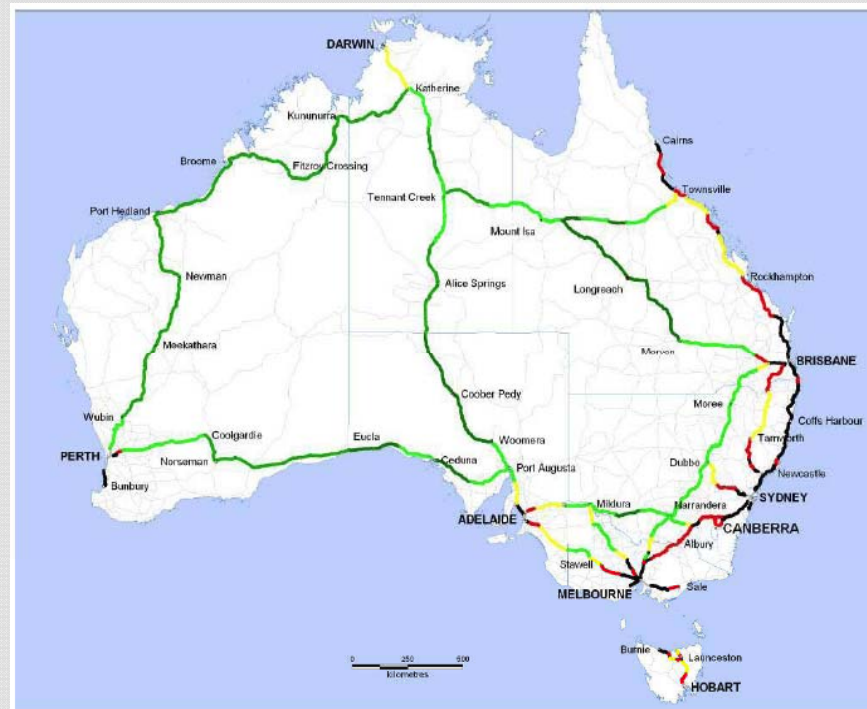 DARWIN
Katherine
Kununurra
Cairns
Broome
Fitzroy Crossing
Townsville
Tennant Creek
Port Hedland
Mount Isa
Newman
Alice Springs
Longreach
Rockhampton
Meekathara
Morven
BRISBANE
Coober Pedy
Moree
Wubin
Coolgardie
Eucla
Woomera
Coffs Harbour
Tamworth
PERTH
Norseman
Ceduna
Port Augusta
Dubbo
Newcastle
Bunbury
Mildura
Narrandera
SYDNEY
ADELAIDE
CANBERRA
Albury
Stawell
MELBOURNE
Sale
Burnie
Launceston
0 250 500
kilometres
HOBART